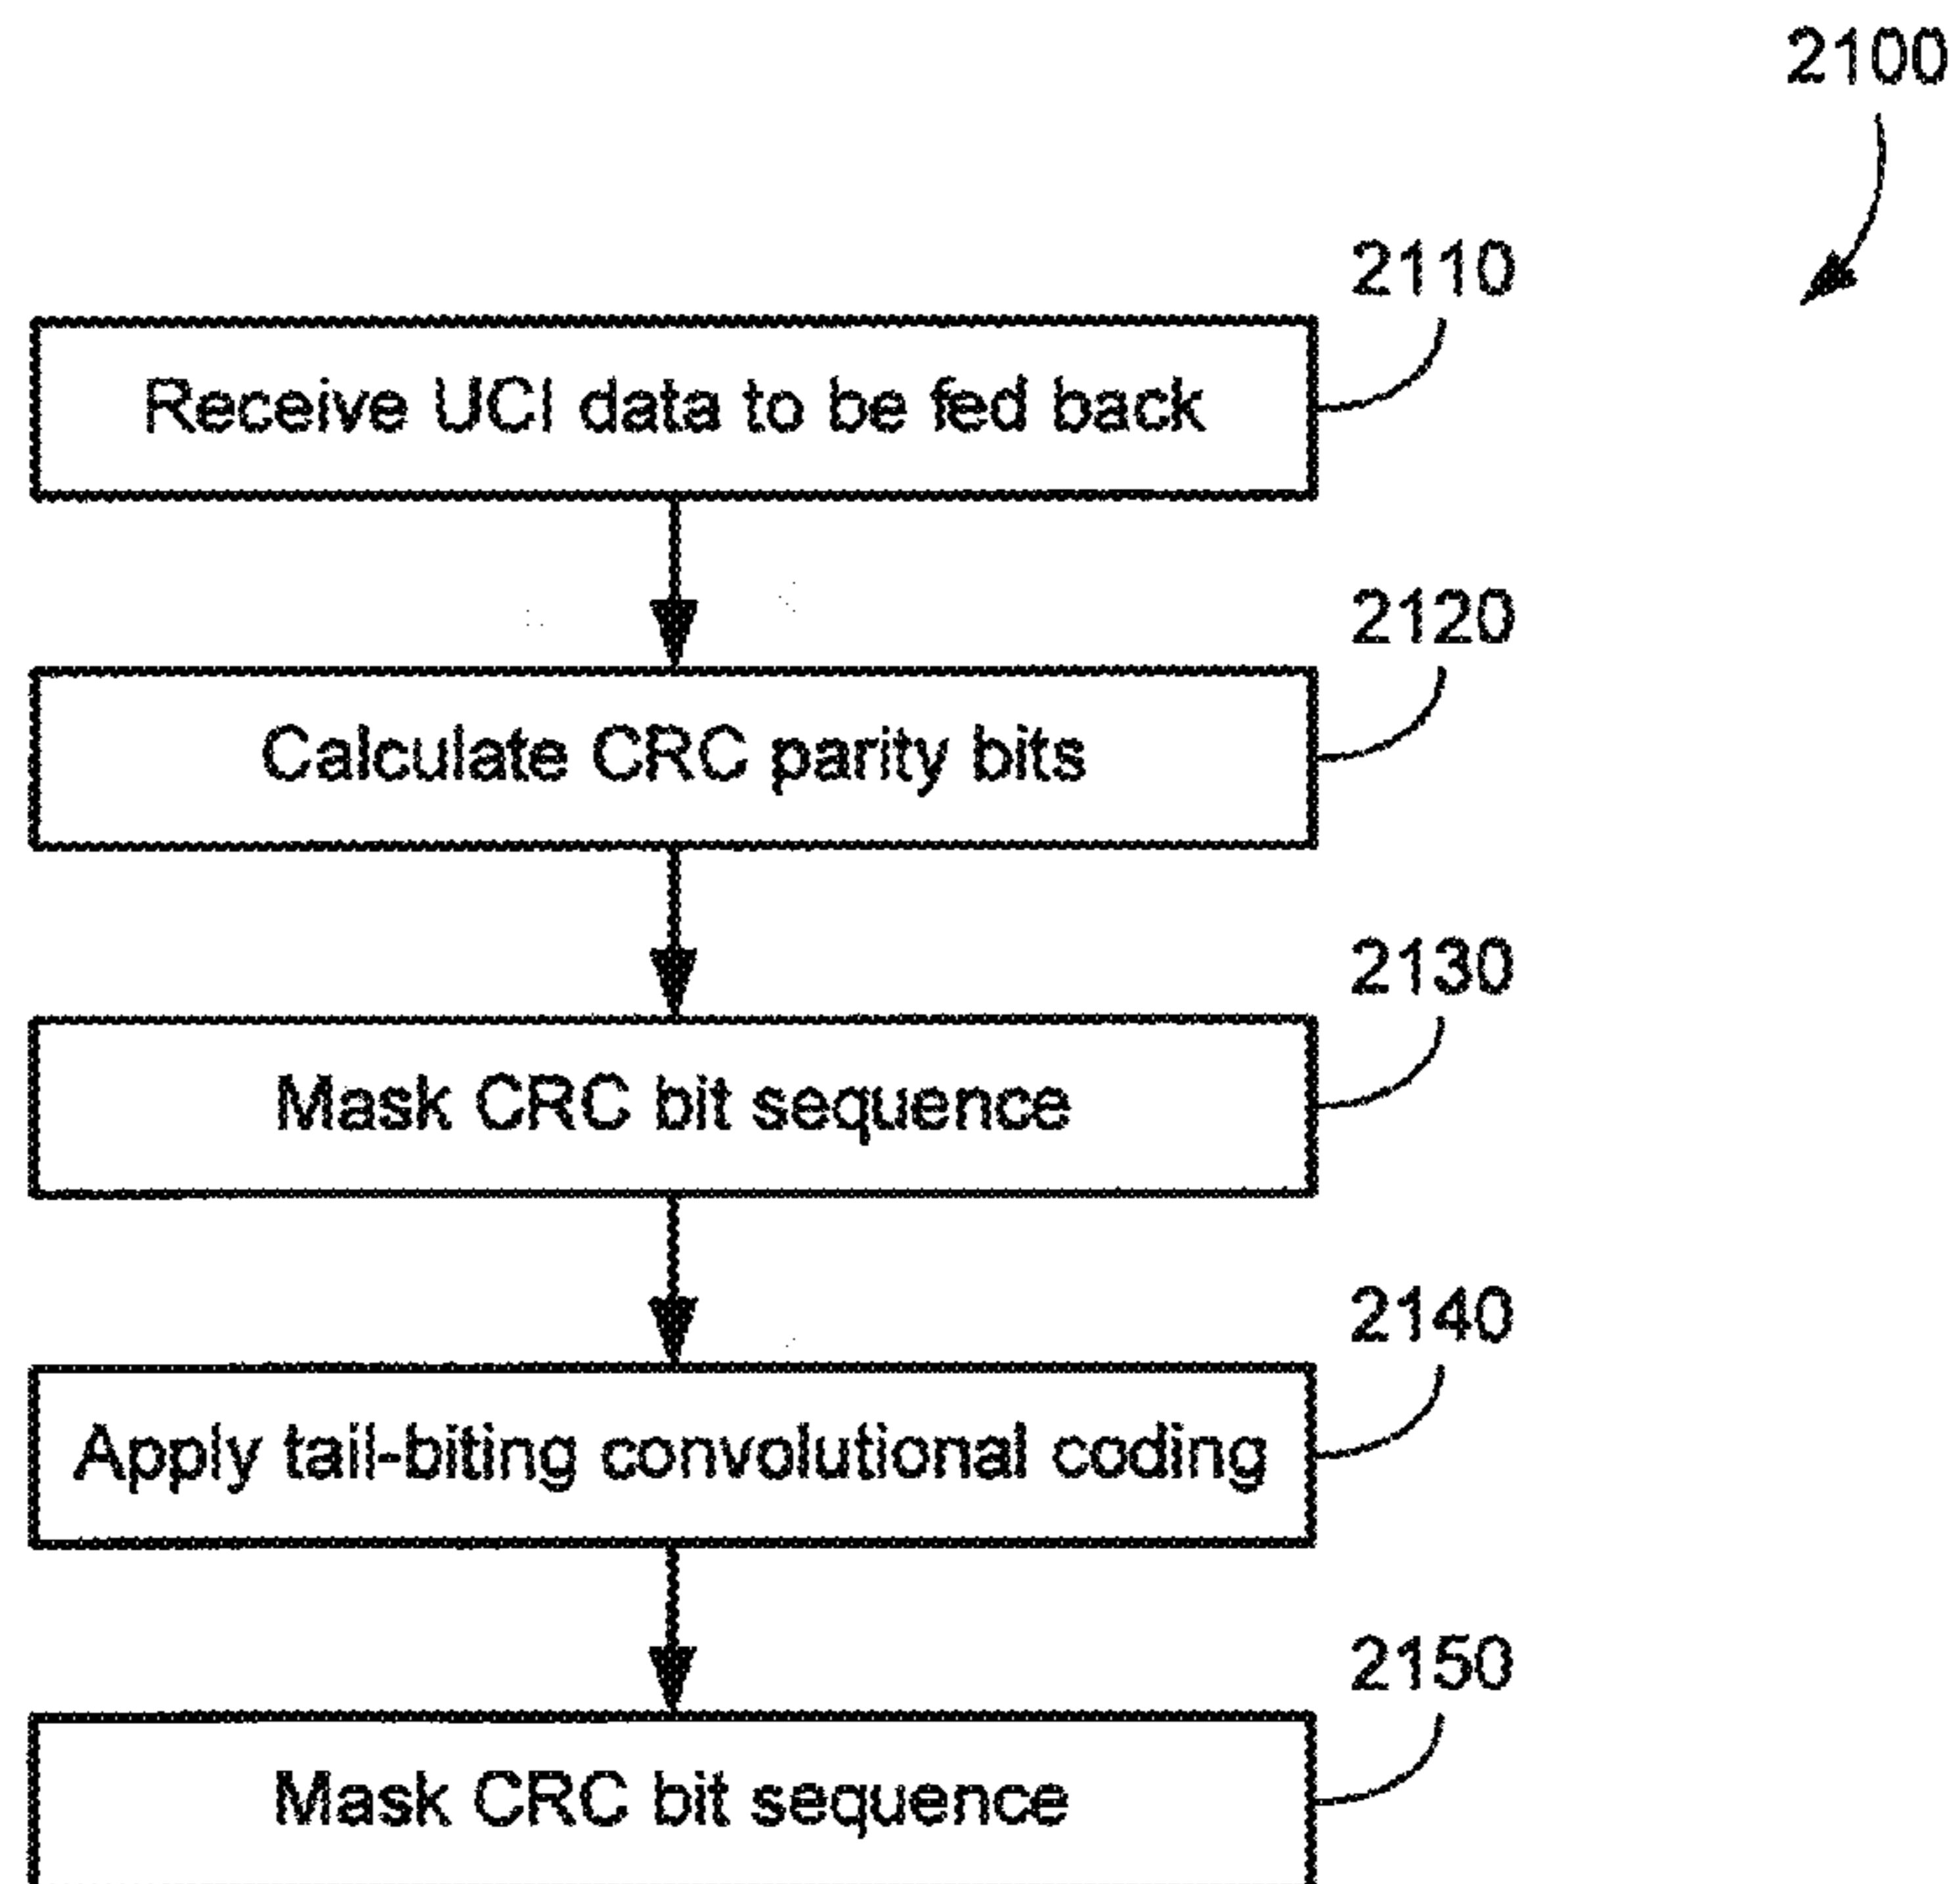 2100
2110
Receive UCI data to be fed back
2120
Calculate CRC parity bits
2130
Mask CRC bit sequence
2140
Apply tail-biting convolutional coding
2150
Mask CRC bit sequence